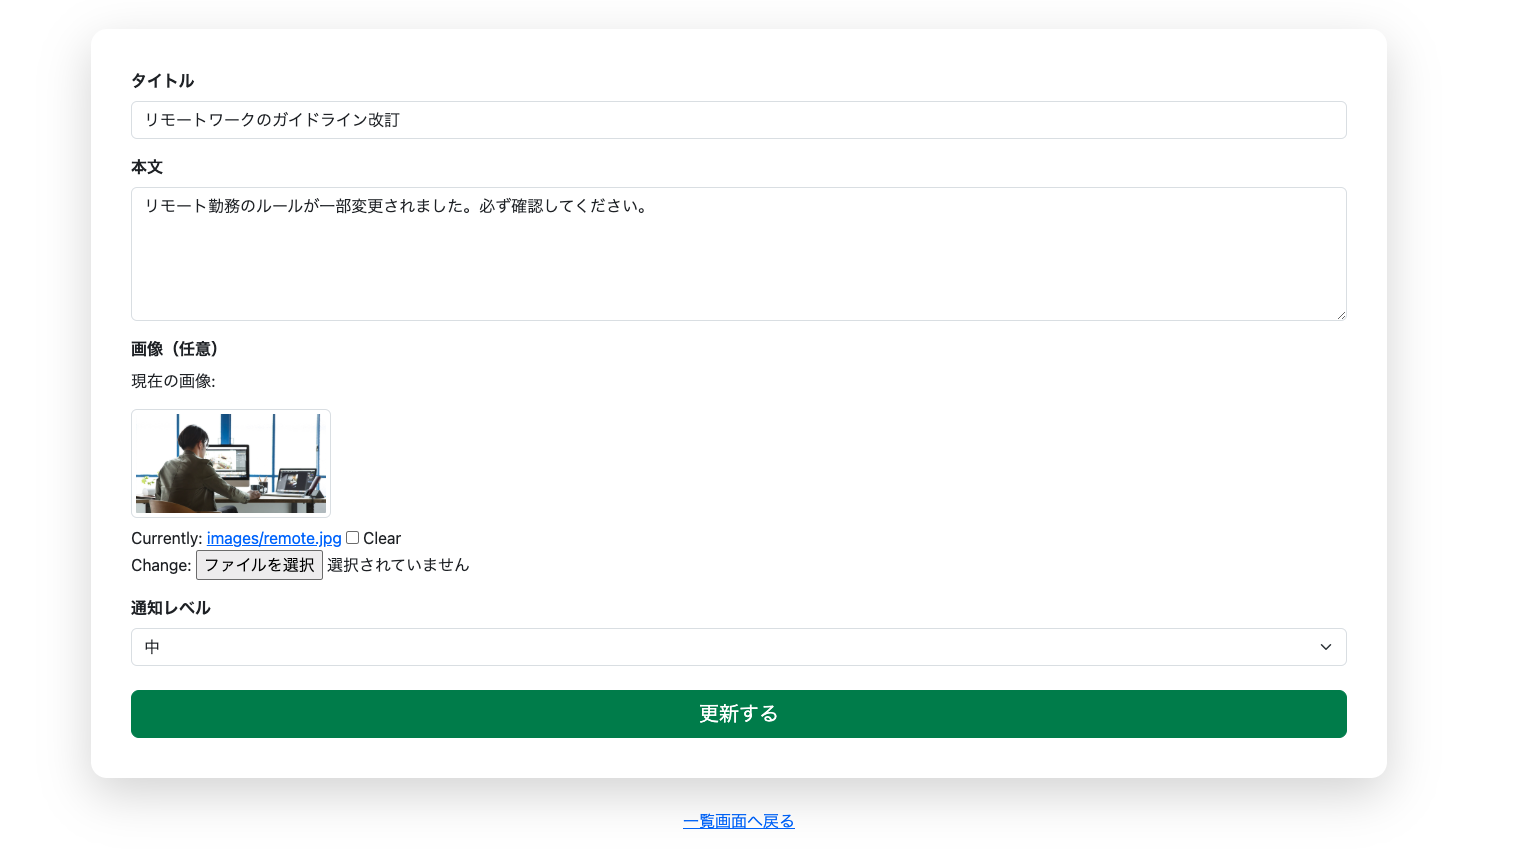 タイトル
リモートワークのガイドライン改訂
本文
リモート勤務のルールが一部変更されました。必ず確認してください。
画像（任意）
現在の画像:
Currently: images/remote.jpg Clear
Change: ファイルを選択 選択されていません
通知レベル
中
更新する
一覧画面へ戻る